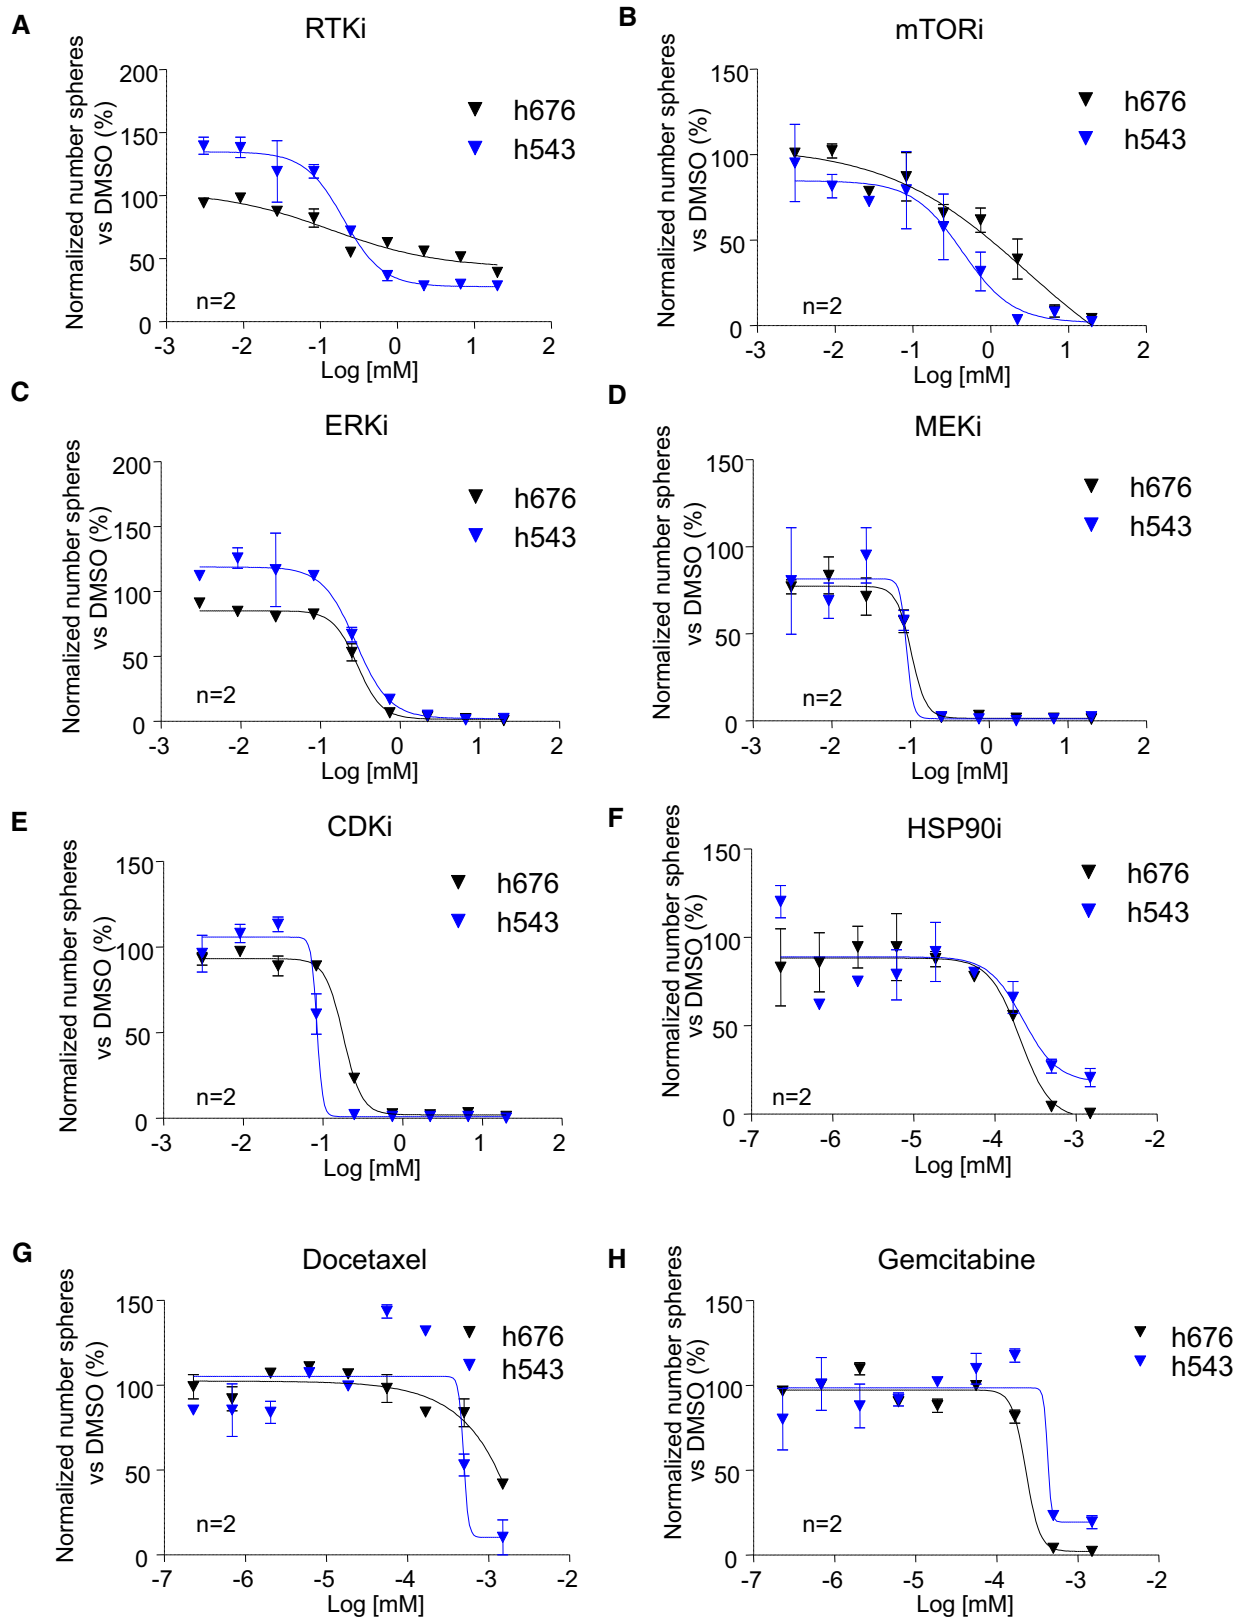 A
RTKi
Normalized number spheres
vs DMSO (%)
200
150
100
50
0
h676
h543
n=2
-3 -2 -1 0 1 2
Log [mM]
B
mTORi
Normalized number spheres
vs DMSO (%)
150
100
50
0
h676
h543
n=2
-3 -2 -1 0 1 2
Log [mM]
C
ERKi
Normalized number spheres
vs DMSO (%)
200
150
100
50
0
h676
h543
n=2
-3 -2 -1 0 1 2
Log [mM]
D
MEKi
Normalized number spheres
vs DMSO (%)
150
100
50
0
h676
h543
n=2
-3 -2 -1 0 1 2
Log [mM]
E
CDKi
Normalized number spheres
vs DMSO (%)
150
100
50
0
h676
h543
n=2
-3 -2 -1 0 1 2
Log [mM]
F
HSP90i
Normalized number spheres
vs DMSO (%)
150
100
50
0
h676
h543
n=2
-7 -6 -5 -4 -3 -2
Log [mM]
G
Docetaxel
Normalized number spheres
vs DMSO (%)
150
100
50
0
h676
h543
n=2
-7 -6 -5 -4 -3 -2
Log [mM]
H
Gemcitabine
Normalized number spheres
vs DMSO (%)
150
100
50
0
h676
h543
n=2
-7 -6 -5 -4 -3 -2
Log [mM]